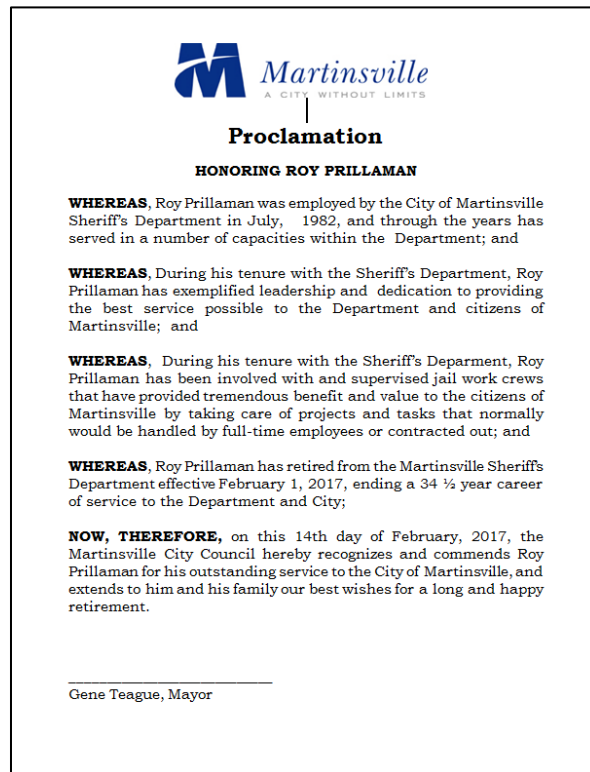 Martinsville
A CITY WITHOUT LIMITS
Proclamation
HONORING ROY PRILLAMAN
WHEREAS, Roy Prillaman was employed by the City of Martinsville
Sheriff's Department in July, 1982, and through the years has
served in a number of capacities within the Department; and
WHEREAS, During his tenure with the Sheriff's Department, Roy
Prillaman has exemplified leadership and dedication to providing
the best service possible to the Department and citizens of
Martinsville; and
WHEREAS, During his tenure with the Sheriff's Deparment, Roy
Prillaman has been involved with and supervised jail work crews
that have provided tremendous benefit and value to the citizens of
Martinsville by taking care of projects and tasks that normally
would be handled by full-time employees or contracted out; and
WHEREAS, Roy Prillaman has retired from the Martinsville Sheriff's
Department effective February 1, 2017, ending a 34 ½ year career
of service to the Department and City;
NOW, THEREFORE, on this 14th day of February, 2017, the
Martinsville City Council hereby recognizes and commends Roy
Prillaman for his outstanding service to the City of Martinsville, and
extends to him and his family our best wishes for a long and happy
retirement.
Gene Teague, Mayor